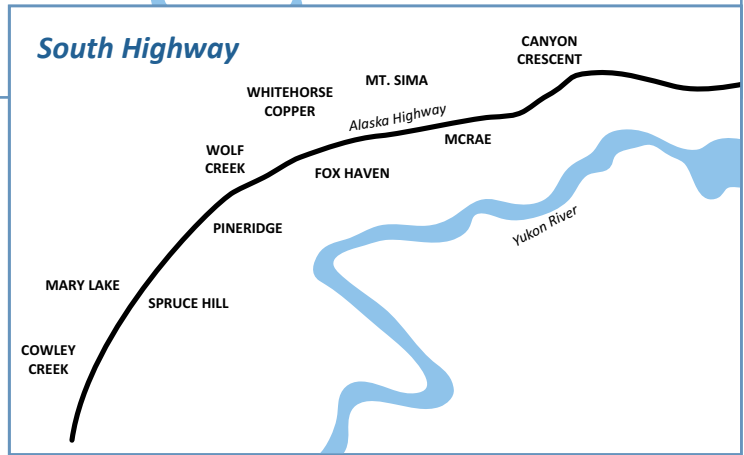 South Highway
CANYON
CRESCENT
MT. SIMA
WHITEHORSE
COPPER
Alaska Highway
MCRAE
WOLF
CREEK
FOX HAVEN
Yukon River
PINERIDGE
MARY LAKE
SPRUCE HILL
COWLEY
CREEK